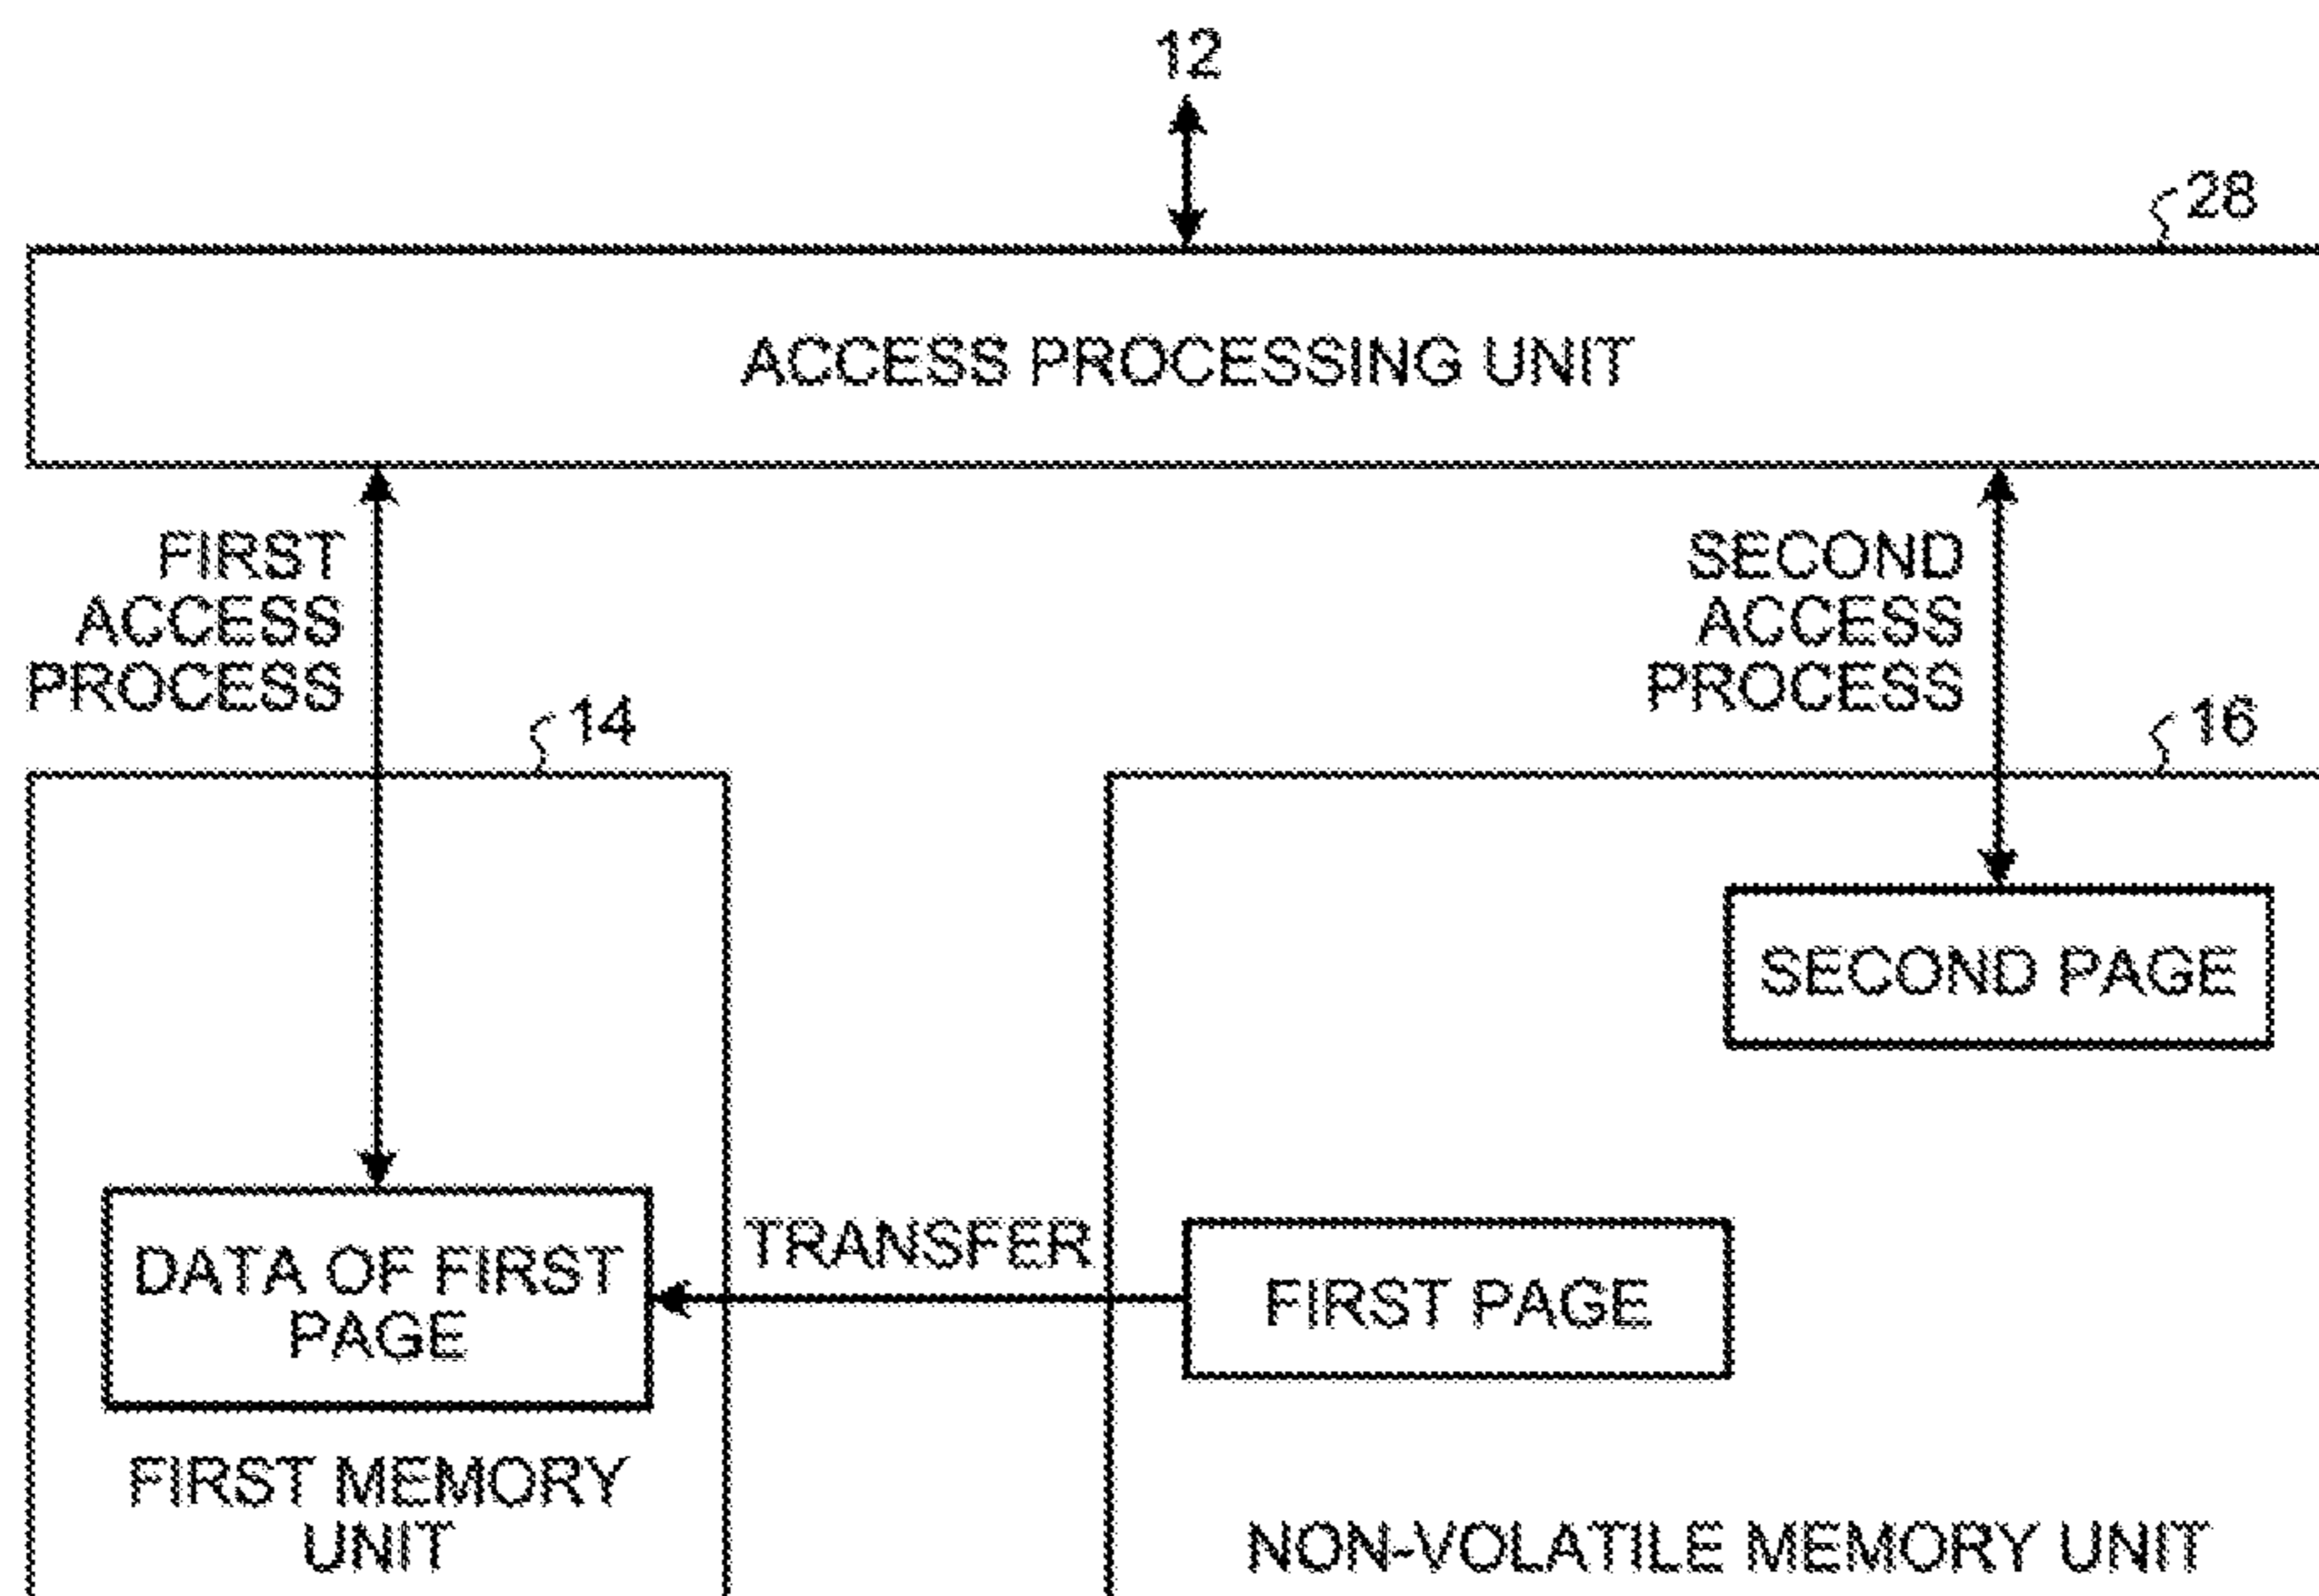 12
28
ACCESS PROCESSING UNIT
FIRST
ACCESS
PROCESS
SECOND
ACCESS
PROCESS
14
16
SECOND PAGE
DATA OF FIRST
PAGE
TRANSFER
FIRST PAGE
FIRST MEMORY
UNIT
NON-VOLATILE MEMORY UNIT